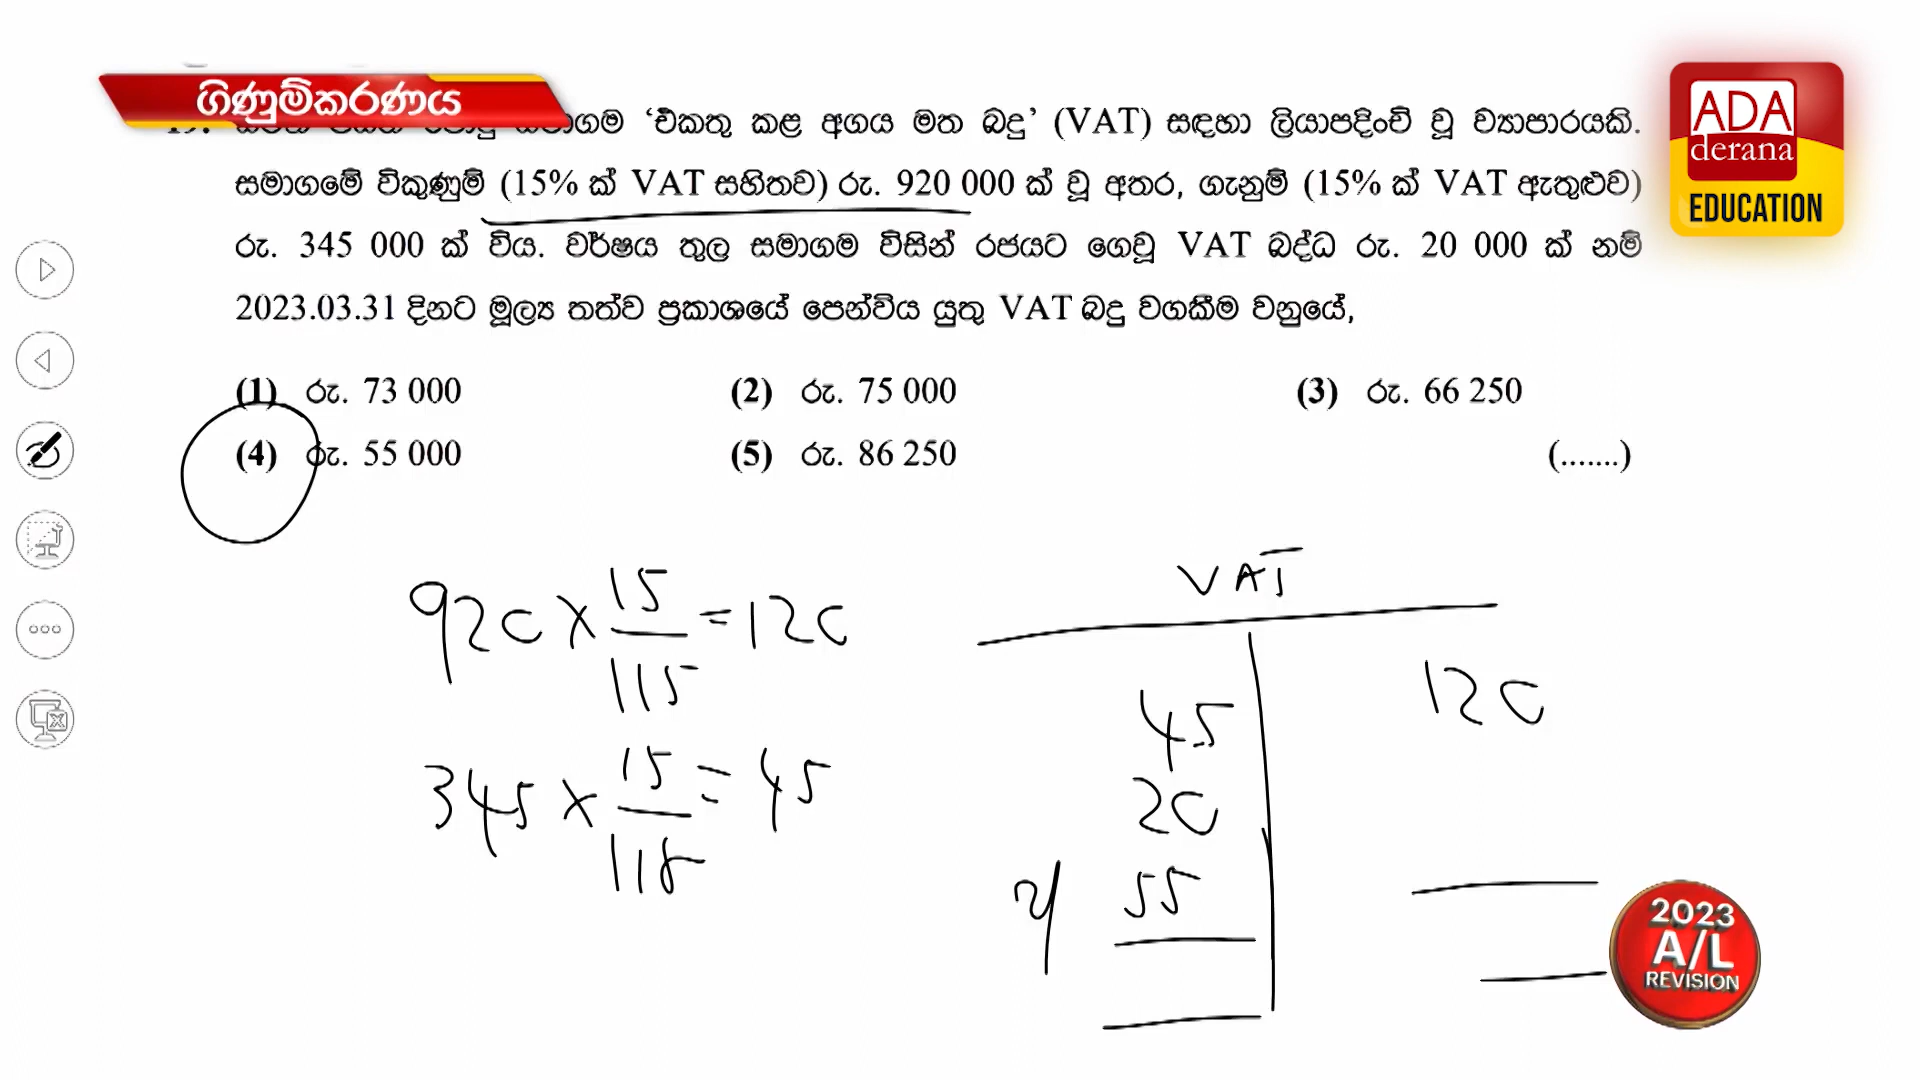 ගිණුම්කරණය
ADA
derana
EDUCATION
'එකතු කළ අගය මත බදු' (VAT) සඳහා ලියාපදිංචි වූ ව්‍යාපාරයකි.
සමාගමේ විකුණුම් (15% ක් VAT සහිතව) රු. 920 000 ක් වූ අතර, ගැනුම් (15% ක් VAT ඇතුළුව)
රු. 345 000 ක් විය. වර්ෂය තුල සමාගම විසින් රජයට ගෙවූ VAT බද්ධ රු. 20 000 ක් නම්
2023.03.31 දිනට මූල්‍ය තත්ව ප්‍රකාශයේ පෙන්විය යුතු VAT බදු වගකීම වනුයේ,
(1) රු. 73 000 (2) රු. 75 000 (3) රු. 66 250
(4) රු. 55 000 (5) රු. 86 250 (.......)
920 × 15/115 = 120
345 × 15/115 = 45
VAT
45 120
20
55
2023
A/L
REVISION